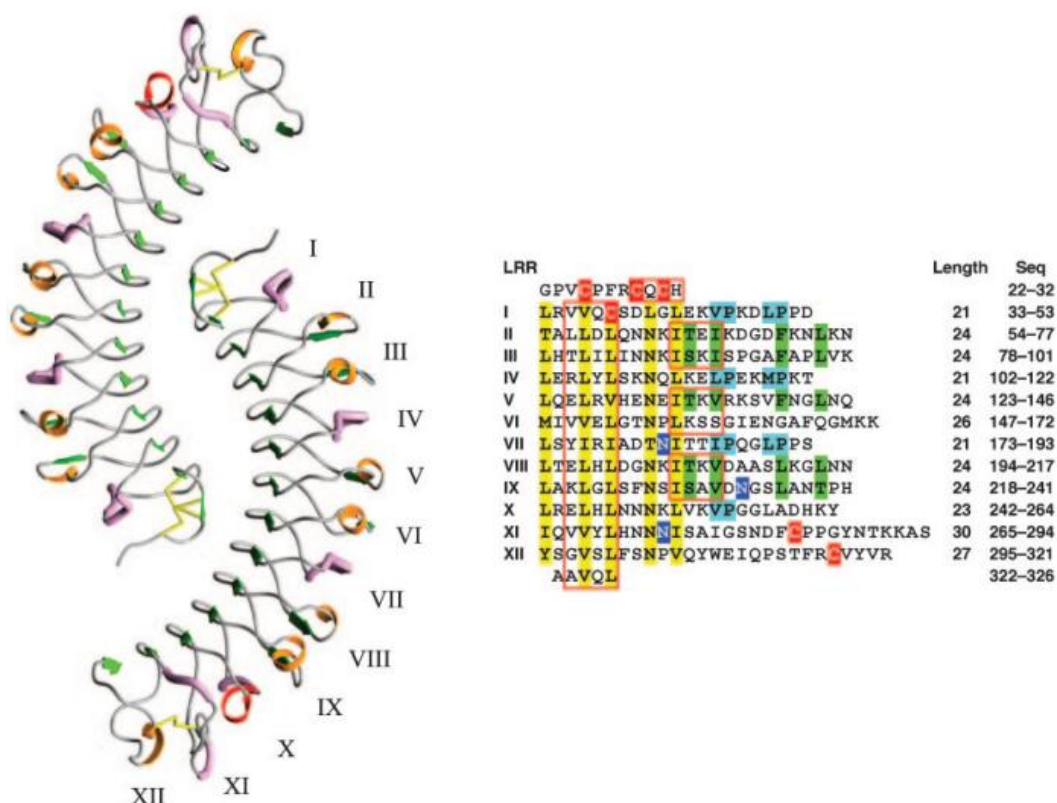 I
II
III
IV
V
VI
VII
VIII
IX
X
XI
XII
LRR Length Seq
GPVCPFRCQCH 22–32
I LRVVQCSDLGLEKVPKDLPPD 21 33–53
II TALLDLQNNKITEIKDGDFKNLKN 24 54–77
III LHTLILINNKISKISPGAFAPLVK 24 78–101
IV LERLYLSKNQLKELPEKMPKT 21 102–122
V LQELRVHENEITKVRKSVFNGLNQ 24 123–146
VI MIVVELGTNPLKSSGIENGAFQGMKK 26 147–172
VII LSYIRIADTNITTIPQGLPPS 21 173–193
VIII LTELHLDGNKITKVDAASLKGLNN 24 194–217
IX LAKLGLSFNSISAVDNGSLANTPH 24 218–241
X LRELHLNNNKLVKVPGGLADHKY 23 242–264
XI IQVVYLHNNNISAIGSNDFCPPGYNTKKAS 30 265–294
XII YSGVSLFSNPVQYWEIQPSTFRCVYVR 27 295–321
AAVQL 322–326